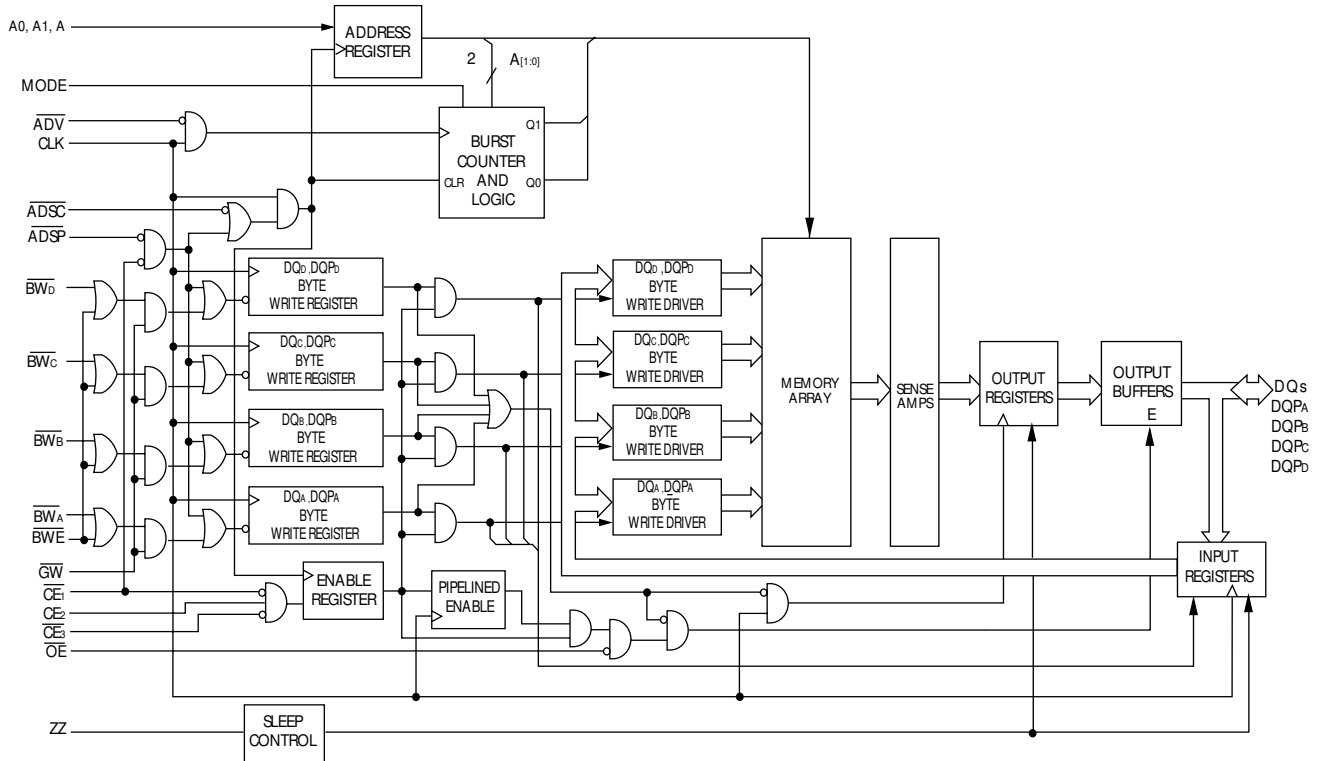 A0, A1, A
ADDRESS
REGISTER
2
A[1:0]
MODE
ADV
CLK
BURST
COUNTER
AND
LOGIC
Q1
CLR
Q0
ADSC
ADSP
BWD
DQD ,DQPD
BYTE
WRITE REGISTER
DQD ,DQPD
BYTE
WRITE DRIVER
BWC
DQC ,DQPC
BYTE
WRITE REGISTER
DQC ,DQPC
BYTE
WRITE DRIVER
MEMORY
ARRAY
SENSE
AMPS
OUTPUT
REGISTERS
OUTPUT
BUFFERS
E
DQs
DQPA
DQPB
DQPC
DQPD
BWB
DQB ,DQPB
BYTE
WRITE REGISTER
DQB ,DQPB
BYTE
WRITE DRIVER
BWA
BWE
DQA ,DQPA
BYTE
WRITE REGISTER
DQA ,DQPA
BYTE
WRITE DRIVER
GW
CE1
CE2
CE3
OE
ENABLE
REGISTER
PIPELINED
ENABLE
INPUT
REGISTERS
ZZ
SLEEP
CONTROL